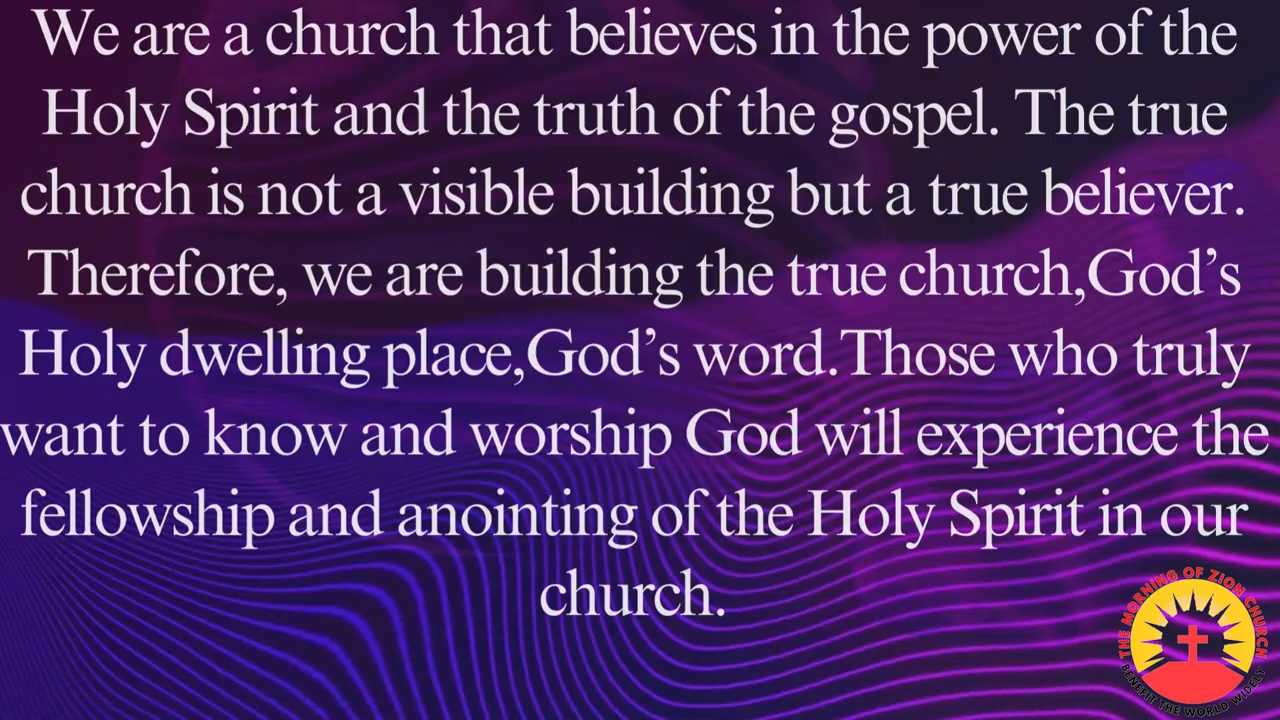 We are a church that believes in the power of the
Holy Spirit and the truth of the gospel. The true
church is not a visible building but a true believer.
Therefore, we are building the true church,God’s
Holy dwelling place,God’s word.Those who truly
want to know and worship God will experience the
fellowship and anointing of the Holy Spirit in our
church.
THE MORNING OF ZION CHURCH
BENEFIT THE WORLD WIDELY